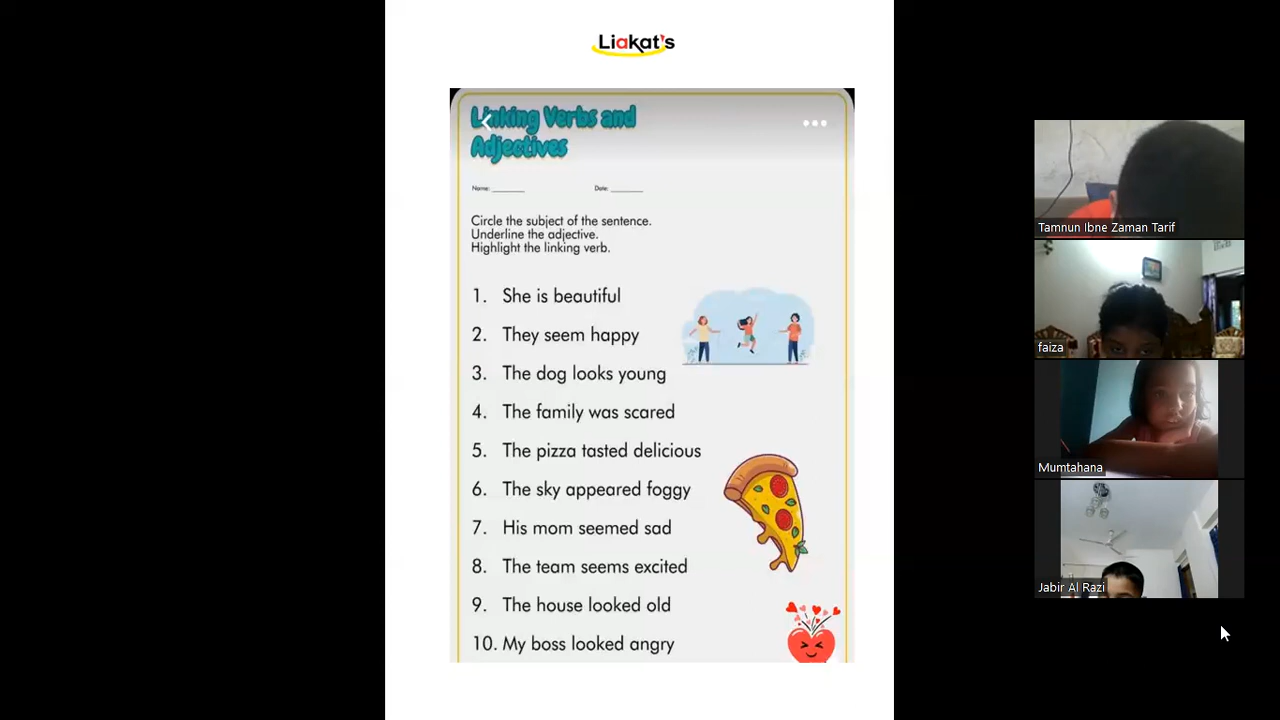 Liakat's
Linking Verbs and
Adjectives
Name: ________ Date: ________
Circle the subject of the sentence.
Underline the adjective.
Highlight the linking verb.
1. She is beautiful
2. They seem happy
3. The dog looks young
4. The family was scared
5. The pizza tasted delicious
6. The sky appeared foggy
7. His mom seemed sad
8. The team seems excited
9. The house looked old
10. My boss looked angry
Tamnun Ibne Zaman Tarif
faiza
Mumtahana
Jabir Al Razi